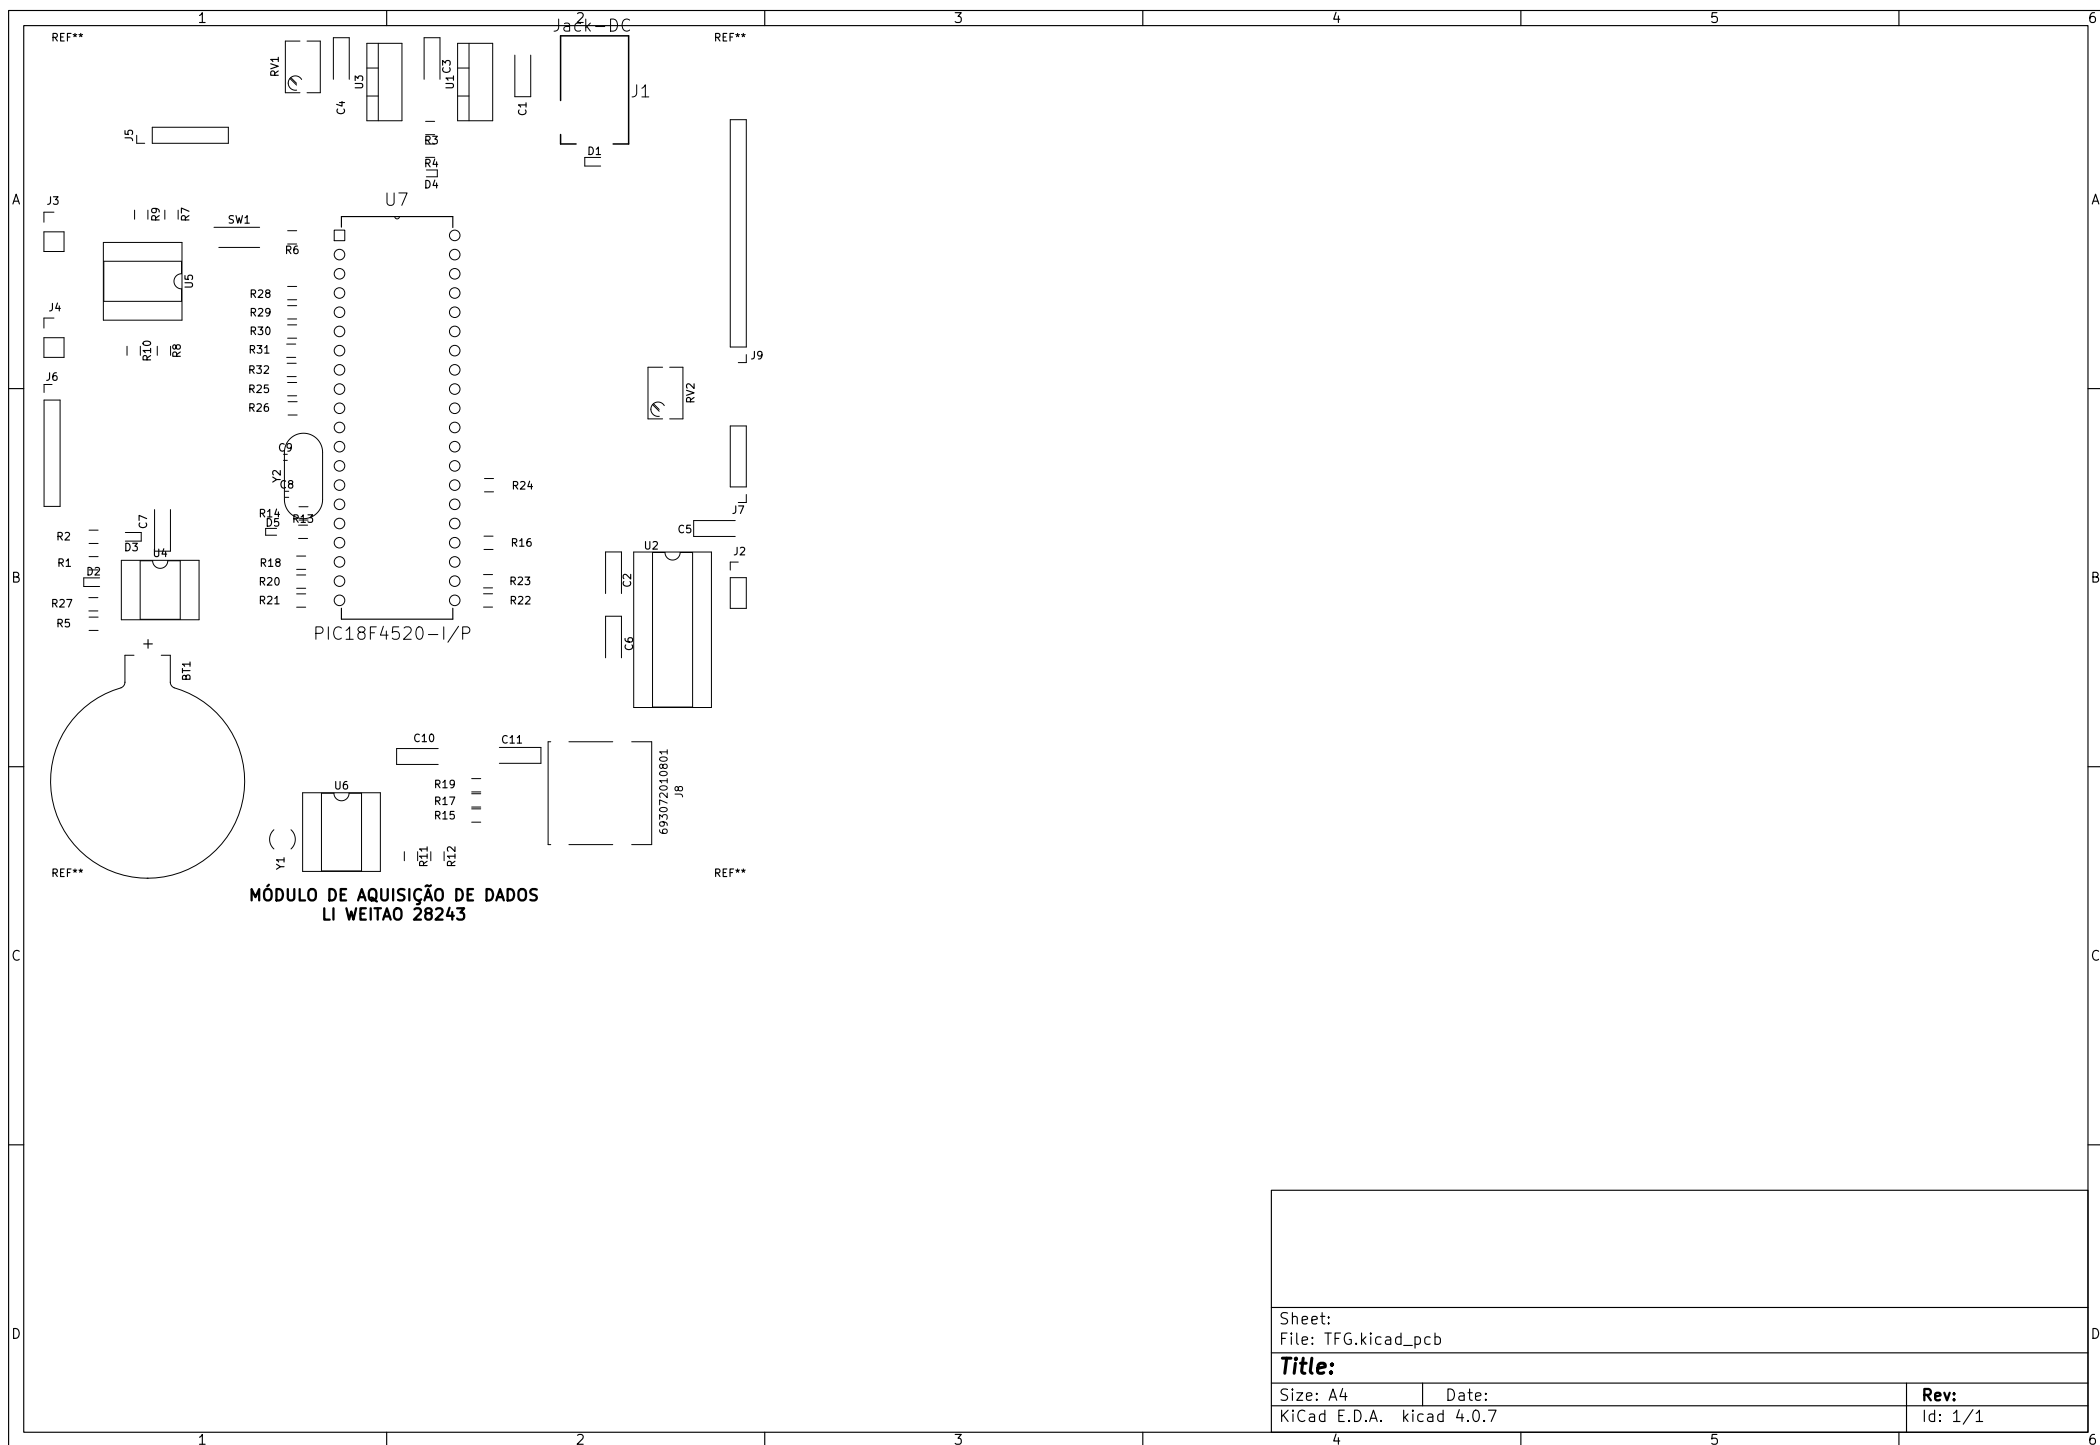 1 2 3 4 5 6
Jack-DC
REF** REF**
RV1 U3 C4 C3 U1 C1 J1
J5 R3
R4 D1
D4
A A
J3 U7
R9 R7 SW1
R6
U5
R28
J4 R29
R30
R10 R8 R31 J9
J6 R32
R25 RV2
R26
C9
Y2
C8 R24
R14 J7
C7 D5 R13
R2 C5
D3 R16 U2 J2
U4
R1 R18
D2 B B
R20 R23 C2
R27 R21 R22
R5
PIC18F4520-I/P
+ C6
BT1
C10 C11
R19 693072010801 J8
U6
R17
R15
Y1 R11 R12
REF** REF**
MÓDULO DE AQUISIÇÃO DE DADOS
LI WEITAO 28243
C C
Sheet:
D File: TFG.kicad_pcb D
Title:
Size: A4 Date: Rev:
KiCad E.D.A. kicad 4.0.7 Id: 1/1
1 2 3 4 5 6